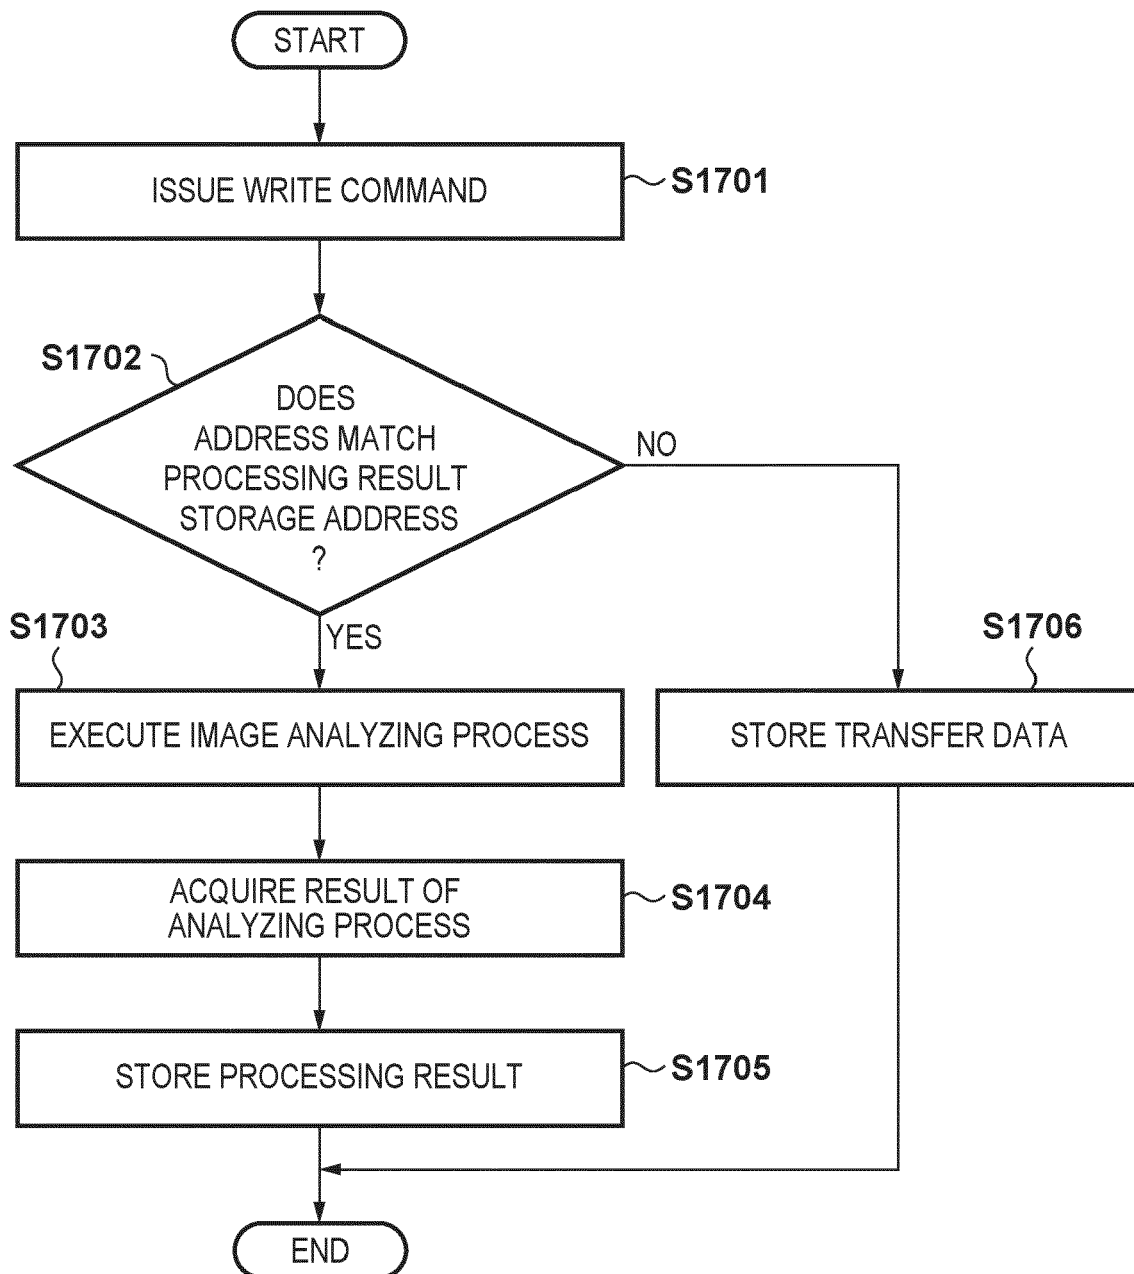 START
ISSUE WRITE COMMAND
S1701
S1702
DOES
ADDRESS MATCH
PROCESSING RESULT
STORAGE ADDRESS
?
NO
YES
S1703
S1706
EXECUTE IMAGE ANALYZING PROCESS
STORE TRANSFER DATA
ACQUIRE RESULT OF
ANALYZING PROCESS
S1704
STORE PROCESSING RESULT
S1705
END